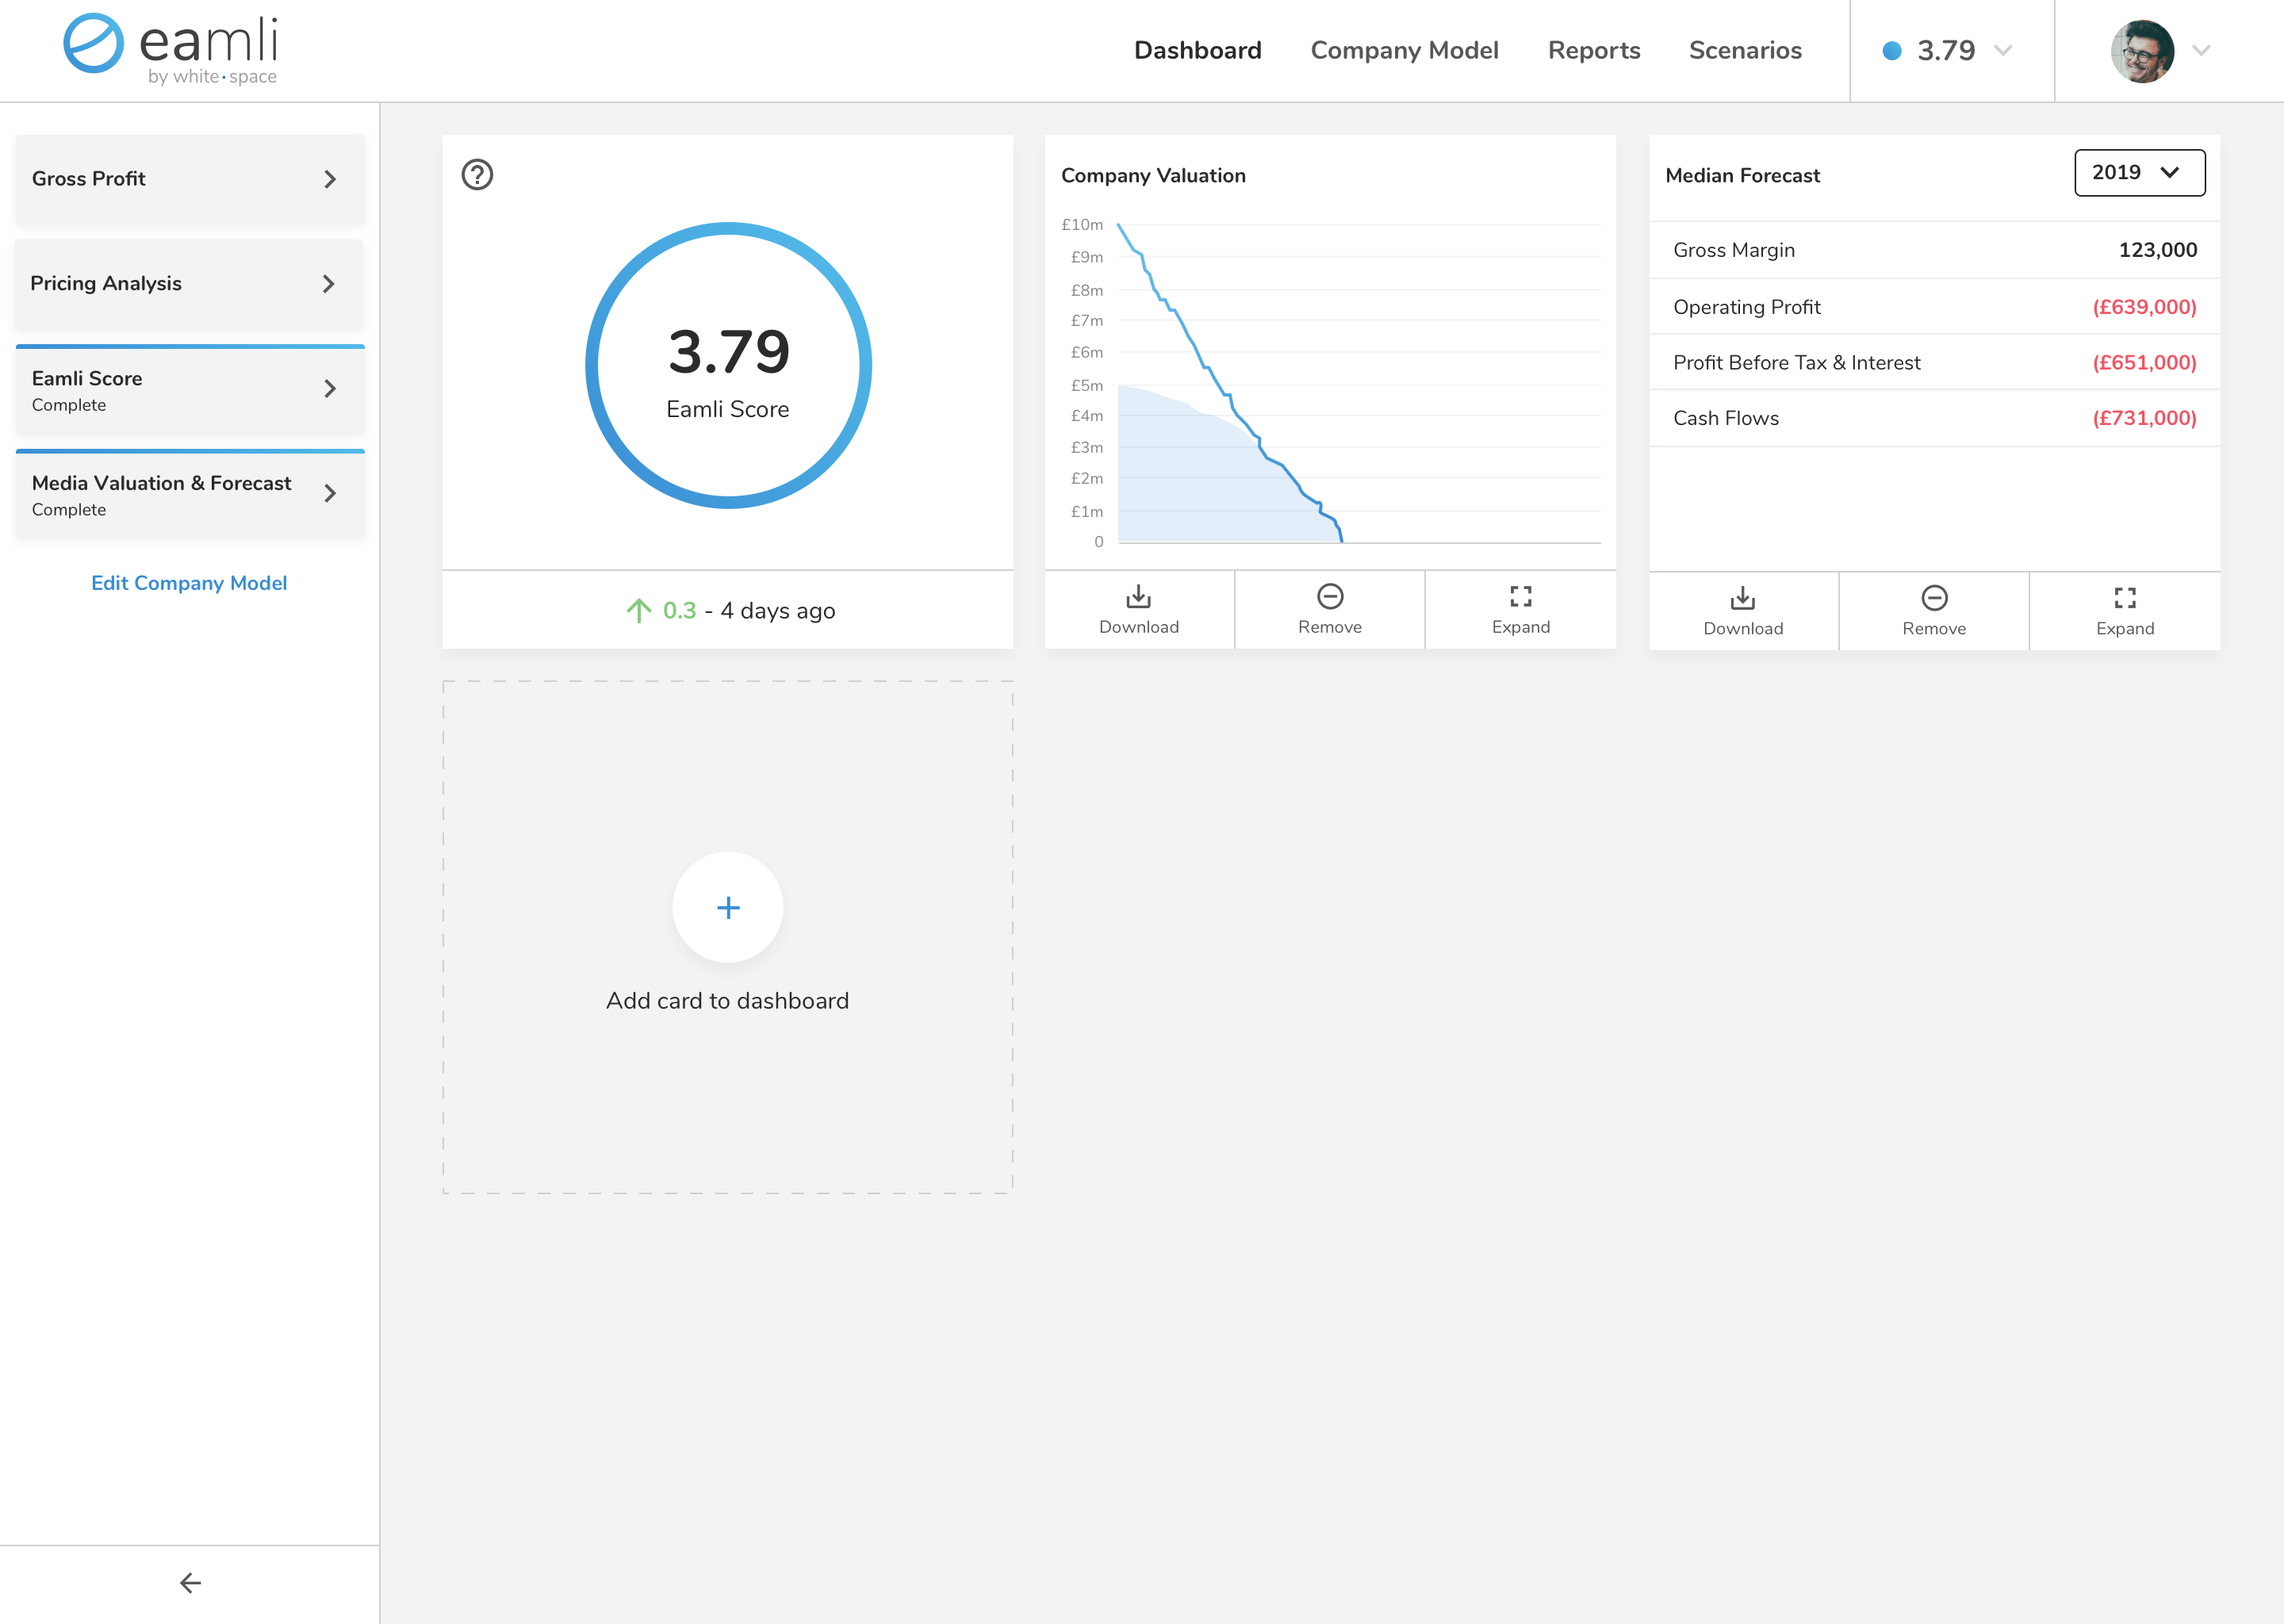 eamli
by white·space
Dashboard
Company Model
Reports
Scenarios
3.79
Gross Profit
Pricing Analysis
Eamli Score
Complete
Media Valuation & Forecast
Complete
Edit Company Model
3.79
Eamli Score
0.3 - 4 days ago
Company Valuation
£10m
£9m
£8m
£7m
£6m
£5m
£4m
£3m
£2m
£1m
0
Download
Remove
Expand
Median Forecast
2019
Gross Margin 123,000
Operating Profit (£639,000)
Profit Before Tax & Interest (£651,000)
Cash Flows (£731,000)
Download
Remove
Expand
Add card to dashboard